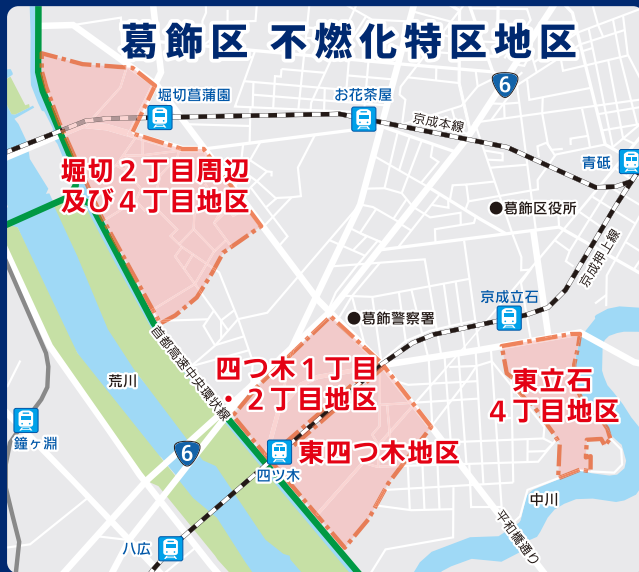 葛飾区 不燃化特区地区
6
堀切菖蒲園
お花茶屋
京成本線
青砥
堀切２丁目周辺
及び４丁目地区
●葛飾区役所
京成押上線
京成立石
●葛飾警察署
首都高速中央環状線
荒川
四つ木１丁目
・２丁目地区
東立石
４丁目地区
鐘ヶ淵
6
東四つ木地区
四ツ木
中川
八広
平和橋通り